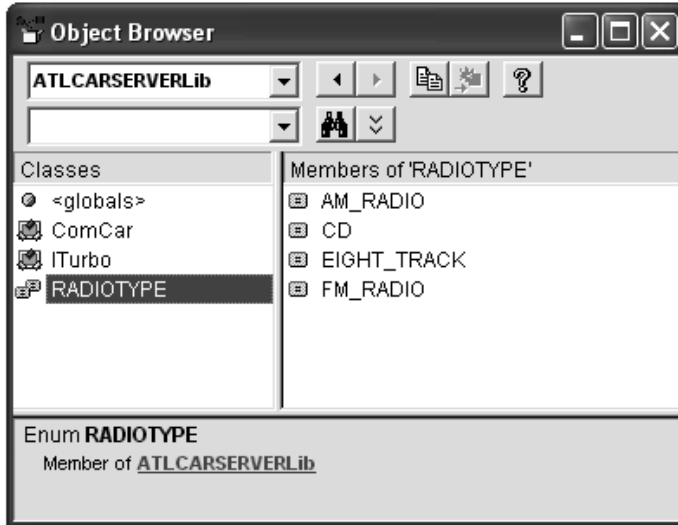 Object Browser
ATLCARSERVERLib
Classes
Members of 'RADIOTYPE'
<globals>
AM_RADIO
ComCar
CD
ITurbo
EIGHT_TRACK
RADIOTYPE
FM_RADIO
Enum RADIOTYPE
Member of ATLCARSERVERLib